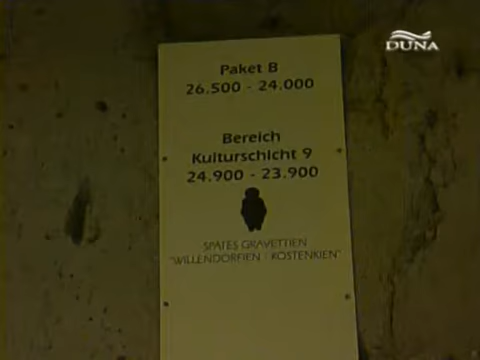 DUNA
Paket B
26.500 - 24.000
Bereich
Kulturschicht 9
24.900 - 23.900
SPÄTES GRAVETTIEN
"WILLENDORFIEN / KOSTENKIEN"